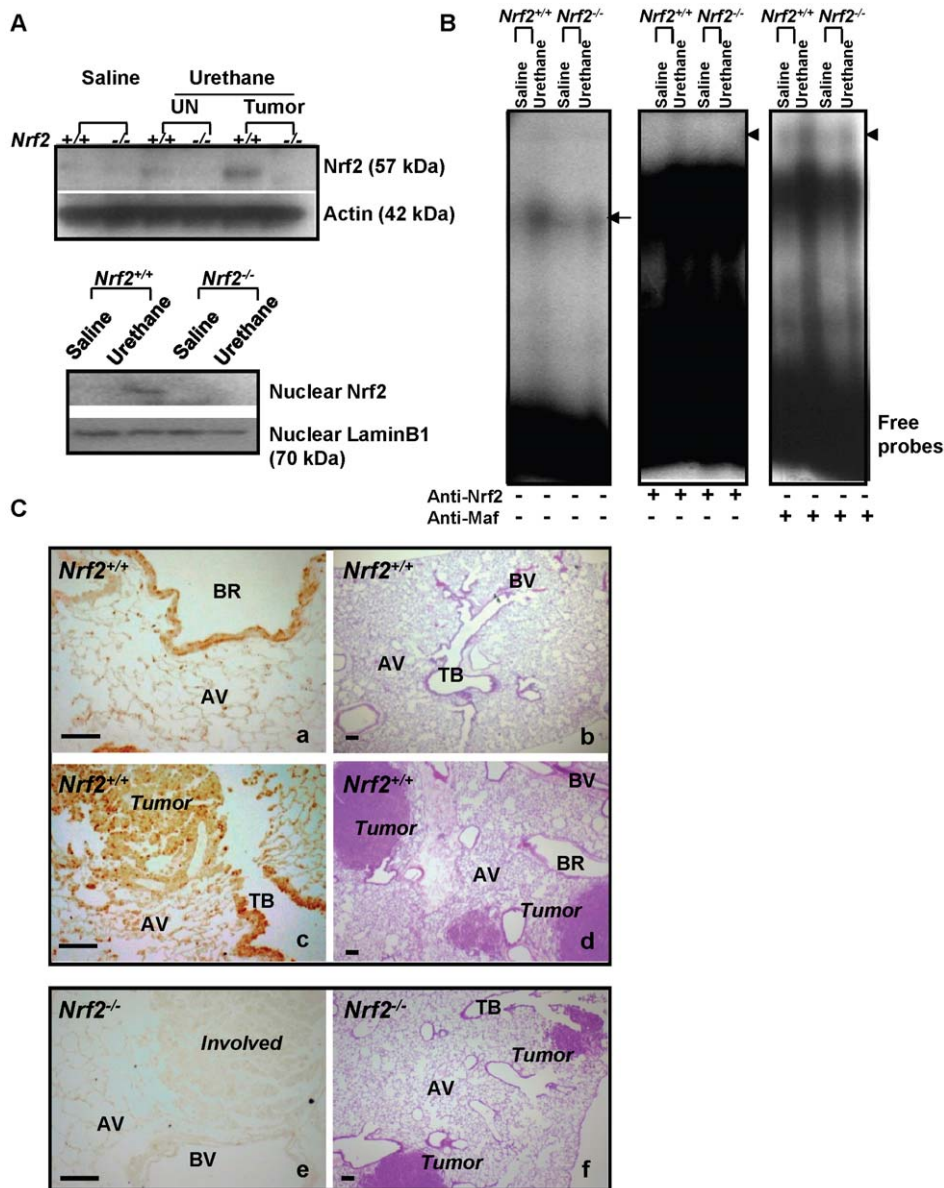 A
Saline
Urethane
UN
Tumor
Nrf2 +/+ -/- +/+ -/- +/+ -/-
Nrf2 (57 kDa)
Actin (42 kDa)
Nrf2+/+ Nrf2-/-
Saline Urethane Saline Urethane
Nuclear Nrf2
Nuclear LaminB1
(70 kDa)
B
Nrf2+/+ Nrf2-/- Nrf2+/+ Nrf2-/- Nrf2+/+ Nrf2-/-
Saline Urethane Saline Urethane Saline Urethane Saline Urethane Saline Urethane Saline Urethane
Free
probes
Anti-Nrf2 - - - - + + + + - - - -
Anti-Maf - - - - - - - - + + + +
C
Nrf2+/+
BR
AV
a
Nrf2+/+
BV
AV
TB
b
Nrf2+/+
Tumor
TB
AV
c
Nrf2+/+
BV
Tumor
BR
AV
Tumor
d
Nrf2-/-
Involved
AV
BV
e
Nrf2-/-
TB
Tumor
AV
Tumor
f